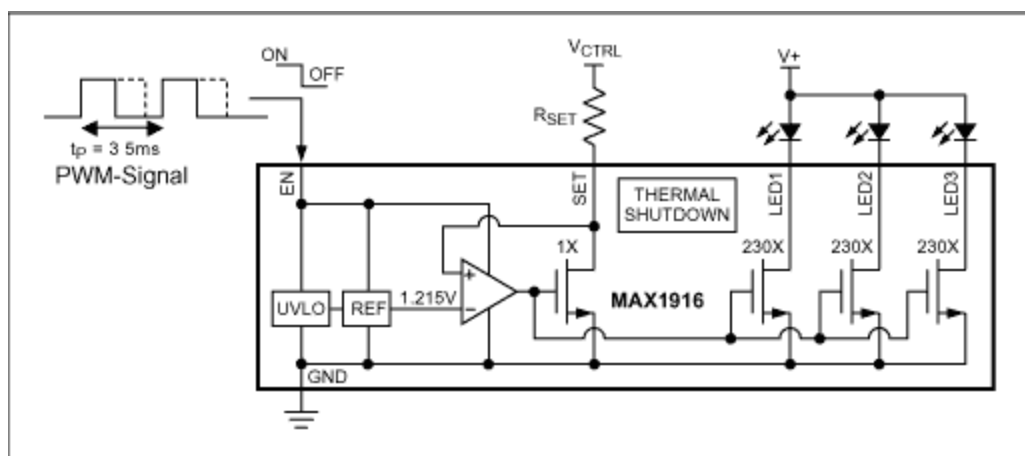 ON
OFF
tP = 3 5ms
PWM-Signal
VCTRL
RSET
V+
EN
SET
THERMAL
SHUTDOWN
LED1
LED2
LED3
1X
230X
230X
230X
MAX1916
UVLO
REF
1.215V
+
−
GND